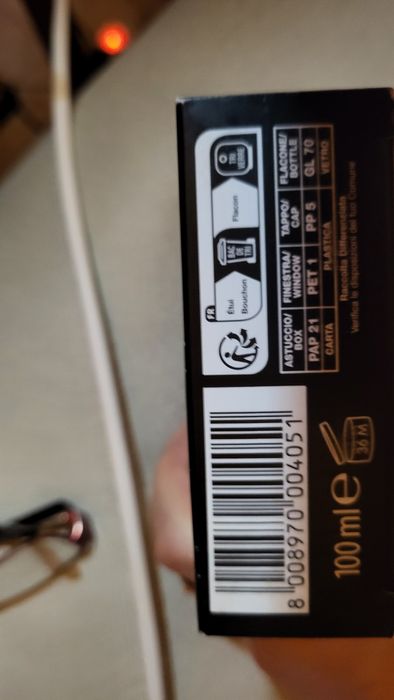 FR
Étui
Bouchon
BAC
DE
TRI
Flacon
TRI
VERRE
ASTUCCIO/
BOX
FINESTRA/
WINDOW
TAPPO/
CAP
FLACONE/
BOTTLE
PAP 21
PET 1
PP 5
GL 70
CARTA
PLASTICA
VETRO
Raccolta Differenziata
Verifica le disposizioni del tuo Comune
8 008970 004051
100 ml e
36 M